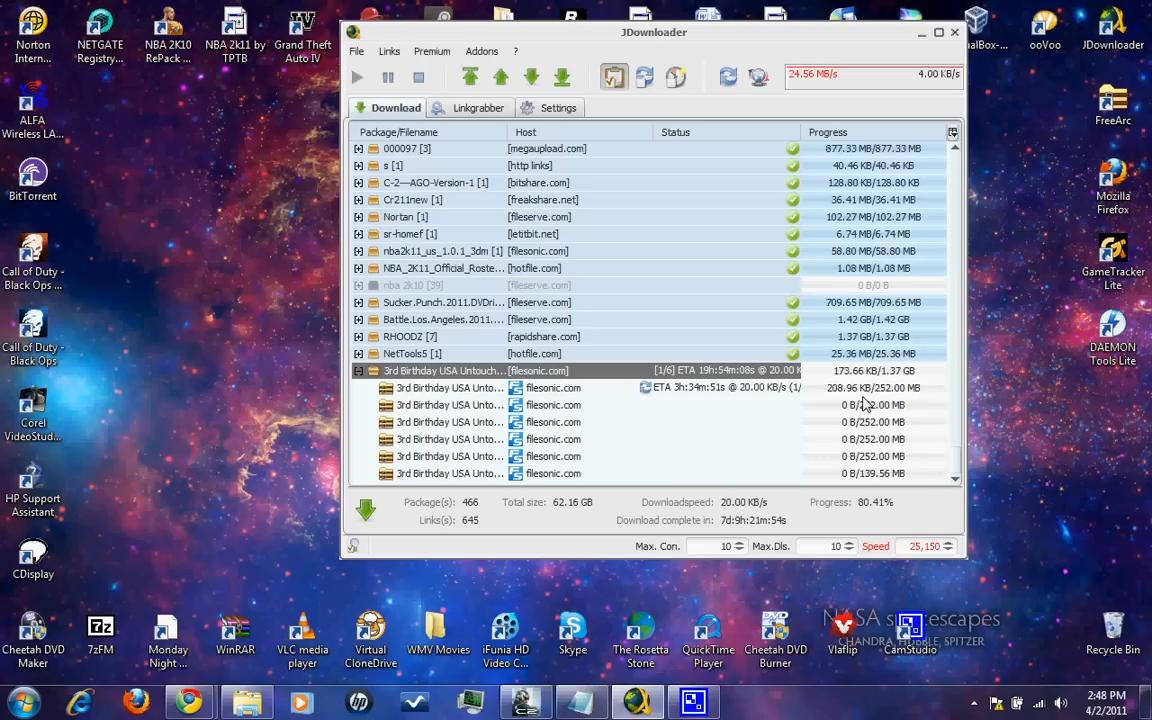 Norton Intern...
NETGATE Registry...
NBA 2K10 RePack ...
NBA 2k11 by TPTB
Grand Theft Auto IV
ALFA Wireless LA...
BitTorrent
Call of Duty - Black Ops ...
Call of Duty - Black Ops
Corel VideoStud...
HP Support Assistant
CDisplay
JDownloader
File Links Premium Addons ?
24.56 MB/s 4.00 KB/s
Download Linkgrabber Settings
Package/Filename Host Status Progress
000097 [3] [megaupload.com] 877.33 MB/877.33 MB
s [1] [http links] 40.46 KB/40.46 KB
C-2---AGO-Version-1 [1] [bitshare.com] 128.80 KB/128.80 KB
Cr211new [1] [freakshare.net] 36.41 MB/36.41 MB
Nortan [1] [fileserve.com] 102.27 MB/102.27 MB
sr-homef [1] [letitbit.net] 6.74 MB/6.74 MB
nba2k11_us_1.0.1_3dm [1] [filesonic.com] 58.80 MB/58.80 MB
NBA_2K11_Official_Roste... [hotfile.com] 1.08 MB/1.08 MB
nba 2k10 [39] [fileserve.com] 0 B/0 B
Sucker.Punch.2011.DVDRi... [fileserve.com] 709.65 MB/709.65 MB
Battle.Los.Angeles.2011.... [fileserve.com] 1.42 GB/1.42 GB
RHOODZ [7] [rapidshare.com] 1.37 GB/1.37 GB
NetTools5 [1] [hotfile.com] 25.36 MB/25.36 MB
3rd Birthday USA Untouch... [filesonic.com] [1/6] ETA 19h:54m:08s @ 20.00 K 173.66 KB/1.37 GB
3rd Birthday USA Unto... filesonic.com ETA 3h:34m:51s @ 20.00 KB/s (1/ 208.96 KB/252.00 MB
3rd Birthday USA Unto... filesonic.com 0 B/ 2.00 MB
3rd Birthday USA Unto... filesonic.com 0 B/252.00 MB
3rd Birthday USA Unto... filesonic.com 0 B/252.00 MB
3rd Birthday USA Unto... filesonic.com 0 B/252.00 MB
3rd Birthday USA Unto... filesonic.com 0 B/139.56 MB
Package(s): 466 Total size: 62.16 GB Downloadspeed: 20.00 KB/s Progress: 80.41%
Links(s): 645 Download complete in: 7d:9h:21m:54s
Max. Con. 10 Max.Dls. 10 Speed 25,150
ualBox-...
ooVoo
JDownloader
FreeArc
Mozilla Firefox
GameTracker Lite
DAEMON Tools Lite
CHANDRA, HUBBLE, SPITZER
Cheetah DVD Maker
7zFM
Monday Night ...
WinRAR
VLC media player
Virtual CloneDrive
WMV Movies
iFunia HD Video C...
Skype
The Rosetta Stone
QuickTime Player
Cheetah DVD Burner
Vlaflip
CamStudio
Recycle Bin
2:48 PM
4/2/2011